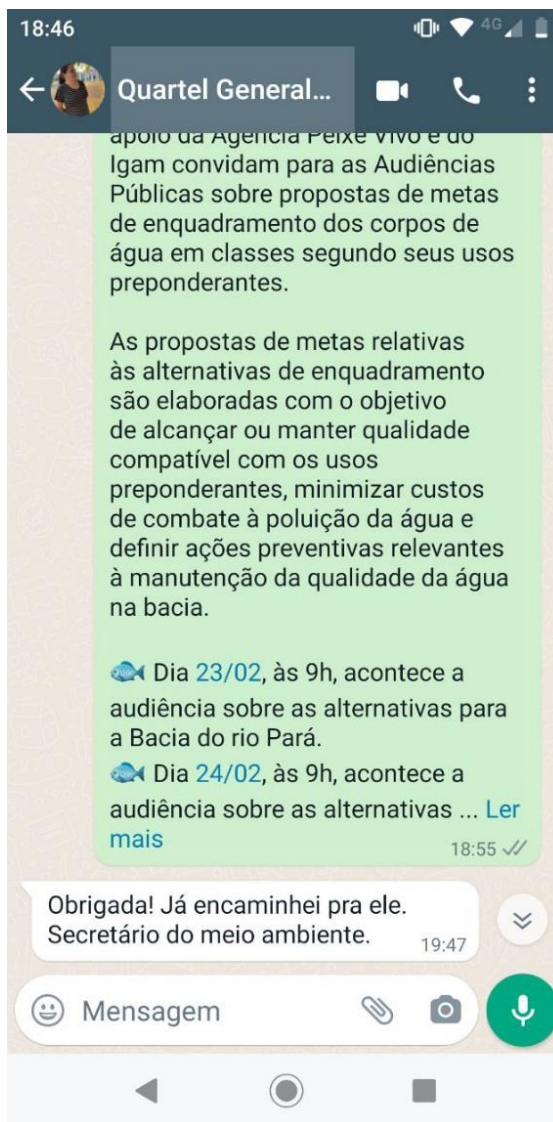 18:46
4G
Quartel General...
apoio da Agência Peixe Vivo e do
Igam convidam para as Audiências
Públicas sobre propostas de metas
de enquadramento dos corpos de
água em classes segundo seus usos
preponderantes.
As propostas de metas relativas
às alternativas de enquadramento
são elaboradas com o objetivo
de alcançar ou manter qualidade
compatível com os usos
preponderantes, minimizar custos
de combate à poluição da água e
definir ações preventivas relevantes
à manutenção da qualidade da água
na bacia.
🐟 Dia 23/02, às 9h, acontece a
audiência sobre as alternativas para
a Bacia do rio Pará.
🐟 Dia 24/02, às 9h, acontece a
audiência sobre as alternativas ... Ler
mais
18:55
Obrigada! Já encaminhei pra ele.
Secretário do meio ambiente.
19:47
Mensagem